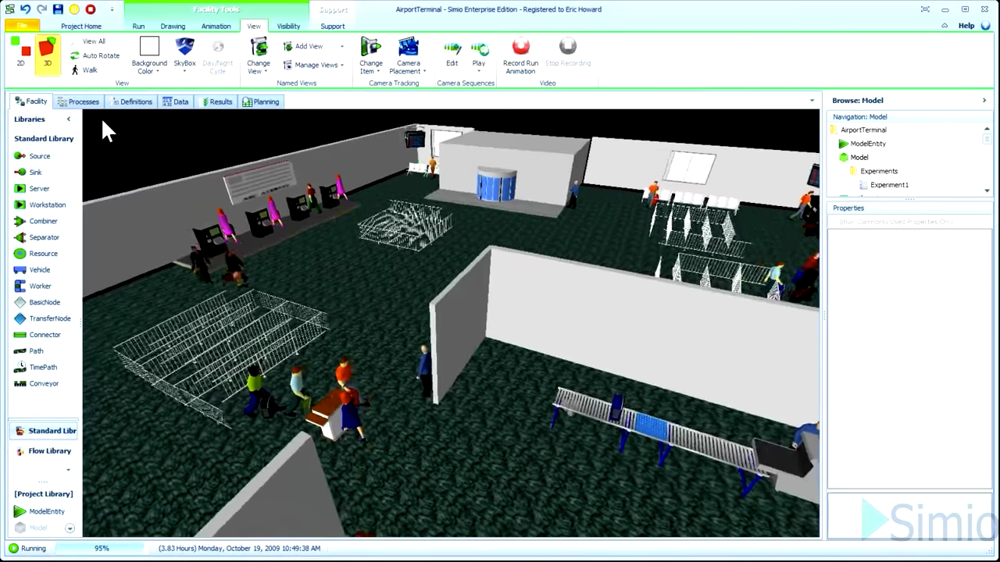 Facility Tools
Support
AirportTerminal - Simio Enterprise Edition - Registered to Eric Howard
File
Project Home
Run
Drawing
Animation
View
Visibility
Support
Help
2D
3D
View All
Auto Rotate
Walk
Background Color
SkyBox
Day/Night Cycle
Change View
Add View
Manage Views
Change Item
Camera Placement
Edit
Play
Record Run Animation
Stop Recording
View
Named Views
Camera Tracking
Camera Sequences
Video
Facility
Processes
Definitions
Data
Results
Planning
Libraries
Standard Library
Source
Sink
Server
Workstation
Combiner
Separator
Resource
Vehicle
Worker
BasicNode
TransferNode
Connector
Path
TimePath
Conveyor
Standard Libr
Flow Library
[Project Library]
ModelEntity
Model
Browse: Model
Navigation: Model
AirportTerminal
ModelEntity
Model
Experiments
Experiment1
Properties
Show Commonly Used Properties Only
Simio
Running
95%
(3.83 Hours) Monday, October 19, 2009 10:49:38 AM